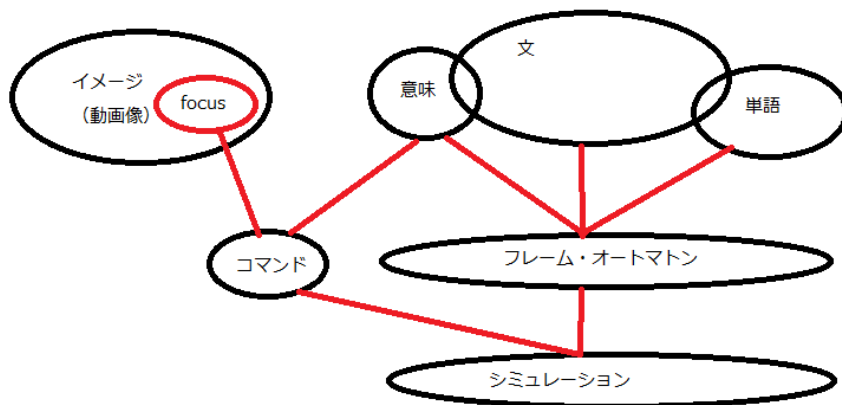 イメージ
(動画像)
focus
意味
文
単語
コマンド
フレーム・オートマトン
シミュレーション